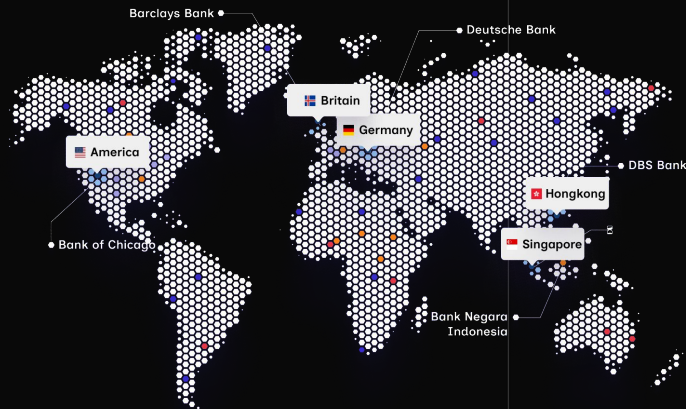 Barclays Bank
Deutsche Bank
Britain
Germany
America
DBS Bank
Hongkong
Bank of Chicago
Singapore
Bank Negara
Indonesia